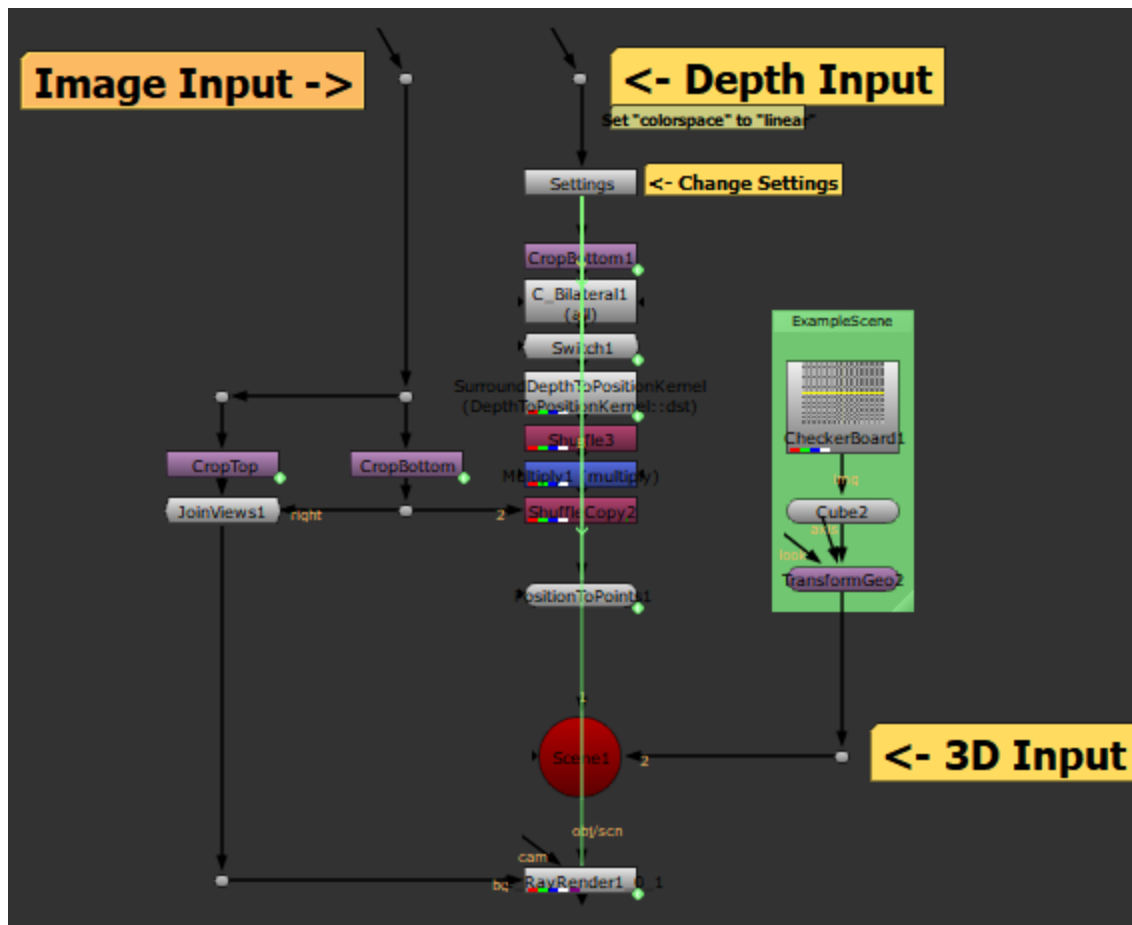 Image Input ->
<- Depth Input
Set "colorspace" to "linear"
Settings
<- Change Settings
CropBottom1
C_Bilateral1
(all)
Switch1
SurroundDepthToPositionKernel
(DepthToPositionKernel::dst)
Shuffle3
Multiply1 (multiply)
ShuffleCopy2
2
CropTop
CropBottom
JoinViews1
right
PositionToPoints1
ExampleScene
CheckerBoard1
img
Cube2
axis
look
TransformGeo2
1
Scene1
2
<- 3D Input
obj/scn
cam
bg
RayRender1_0_1